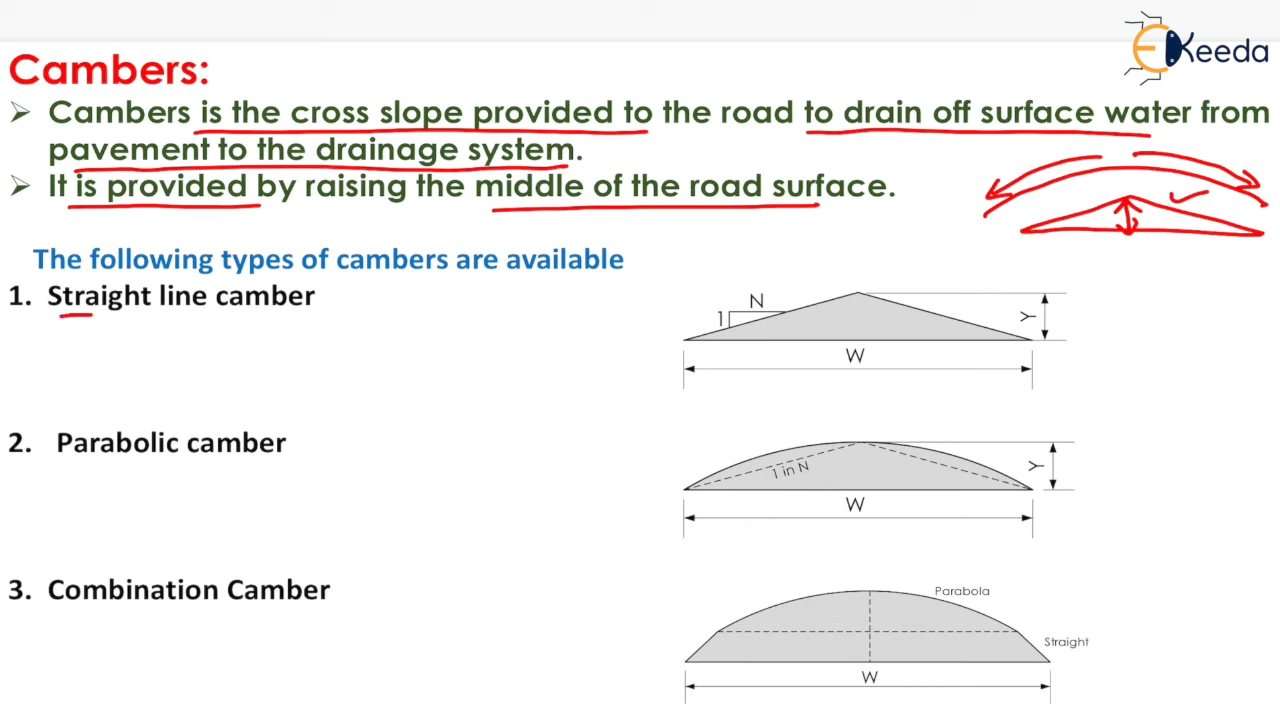 EKeeda
Cambers:
➢ Cambers is the cross slope provided to the road to drain off surface water from
pavement to the drainage system.
➢ It is provided by raising the middle of the road surface.
The following types of cambers are available
1. Straight line camber
N
1
Y
W
2. Parabolic camber
1 in N
Y
W
3. Combination Camber
Parabola
Straight
W